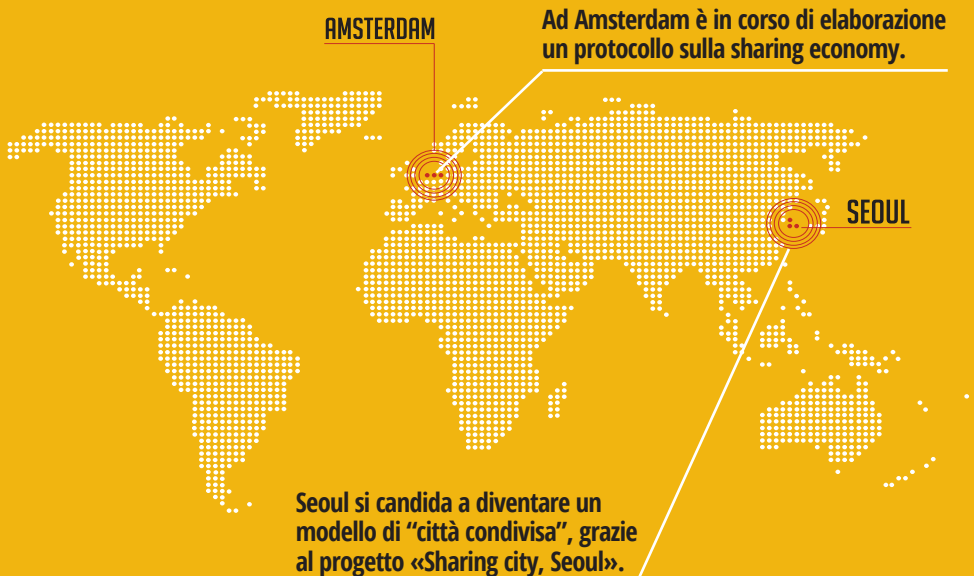 AMSTERDAM
Ad Amsterdam è in corso di elaborazione
un protocollo sulla sharing economy.
SEOUL
Seoul si candida a diventare un
modello di “città condivisa”, grazie
al progetto «Sharing city, Seoul».